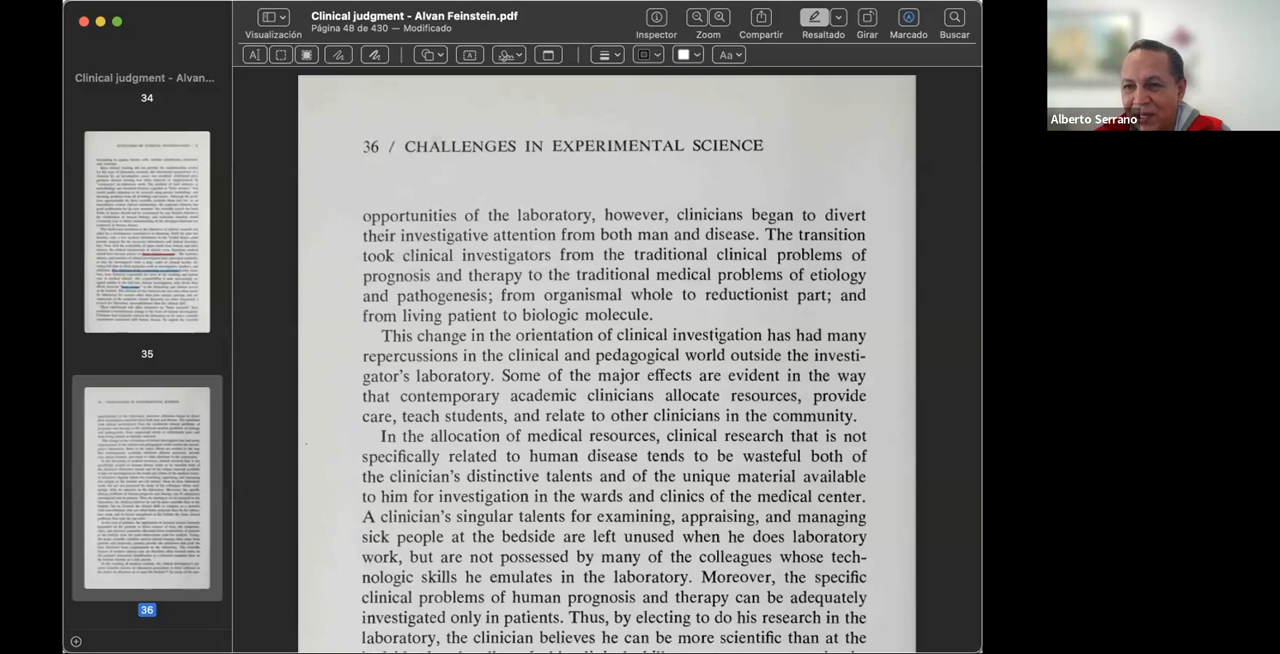 Clinical judgment - Alvan Feinstein.pdf
Página 48 de 430 — Modificado
Visualización
Inspector
Zoom
Compartir
Resaltado
Girar
Marcado
Buscar
Aa
Clinical judgment - Alvan...
34
35
36
36 / CHALLENGES IN EXPERIMENTAL SCIENCE
opportunities of the laboratory, however, clinicians began to divert
their investigative attention from both man and disease. The transition
took clinical investigators from the traditional clinical problems of
prognosis and therapy to the traditional medical problems of etiology
and pathogenesis; from organismal whole to reductionist part; and
from living patient to biologic molecule.
This change in the orientation of clinical investigation has had many
repercussions in the clinical and pedagogical world outside the investi-
gator's laboratory. Some of the major effects are evident in the way
that contemporary academic clinicians allocate resources, provide
care, teach students, and relate to other clinicians in the community.
In the allocation of medical resources, clinical research that is not
specifically related to human disease tends to be wasteful both of
the clinician's distinctive talents and of the unique material available
to him for investigation in the wards and clinics of the medical center.
A clinician's singular talents for examining, appraising, and managing
sick people at the bedside are left unused when he does laboratory
work, but are not possessed by many of the colleagues whose tech-
nologic skills he emulates in the laboratory. Moreover, the specific
clinical problems of human prognosis and therapy can be adequately
investigated only in patients. Thus, by electing to do his research in the
laboratory, the clinician believes he can be more scientific than at the
Alberto Serrano